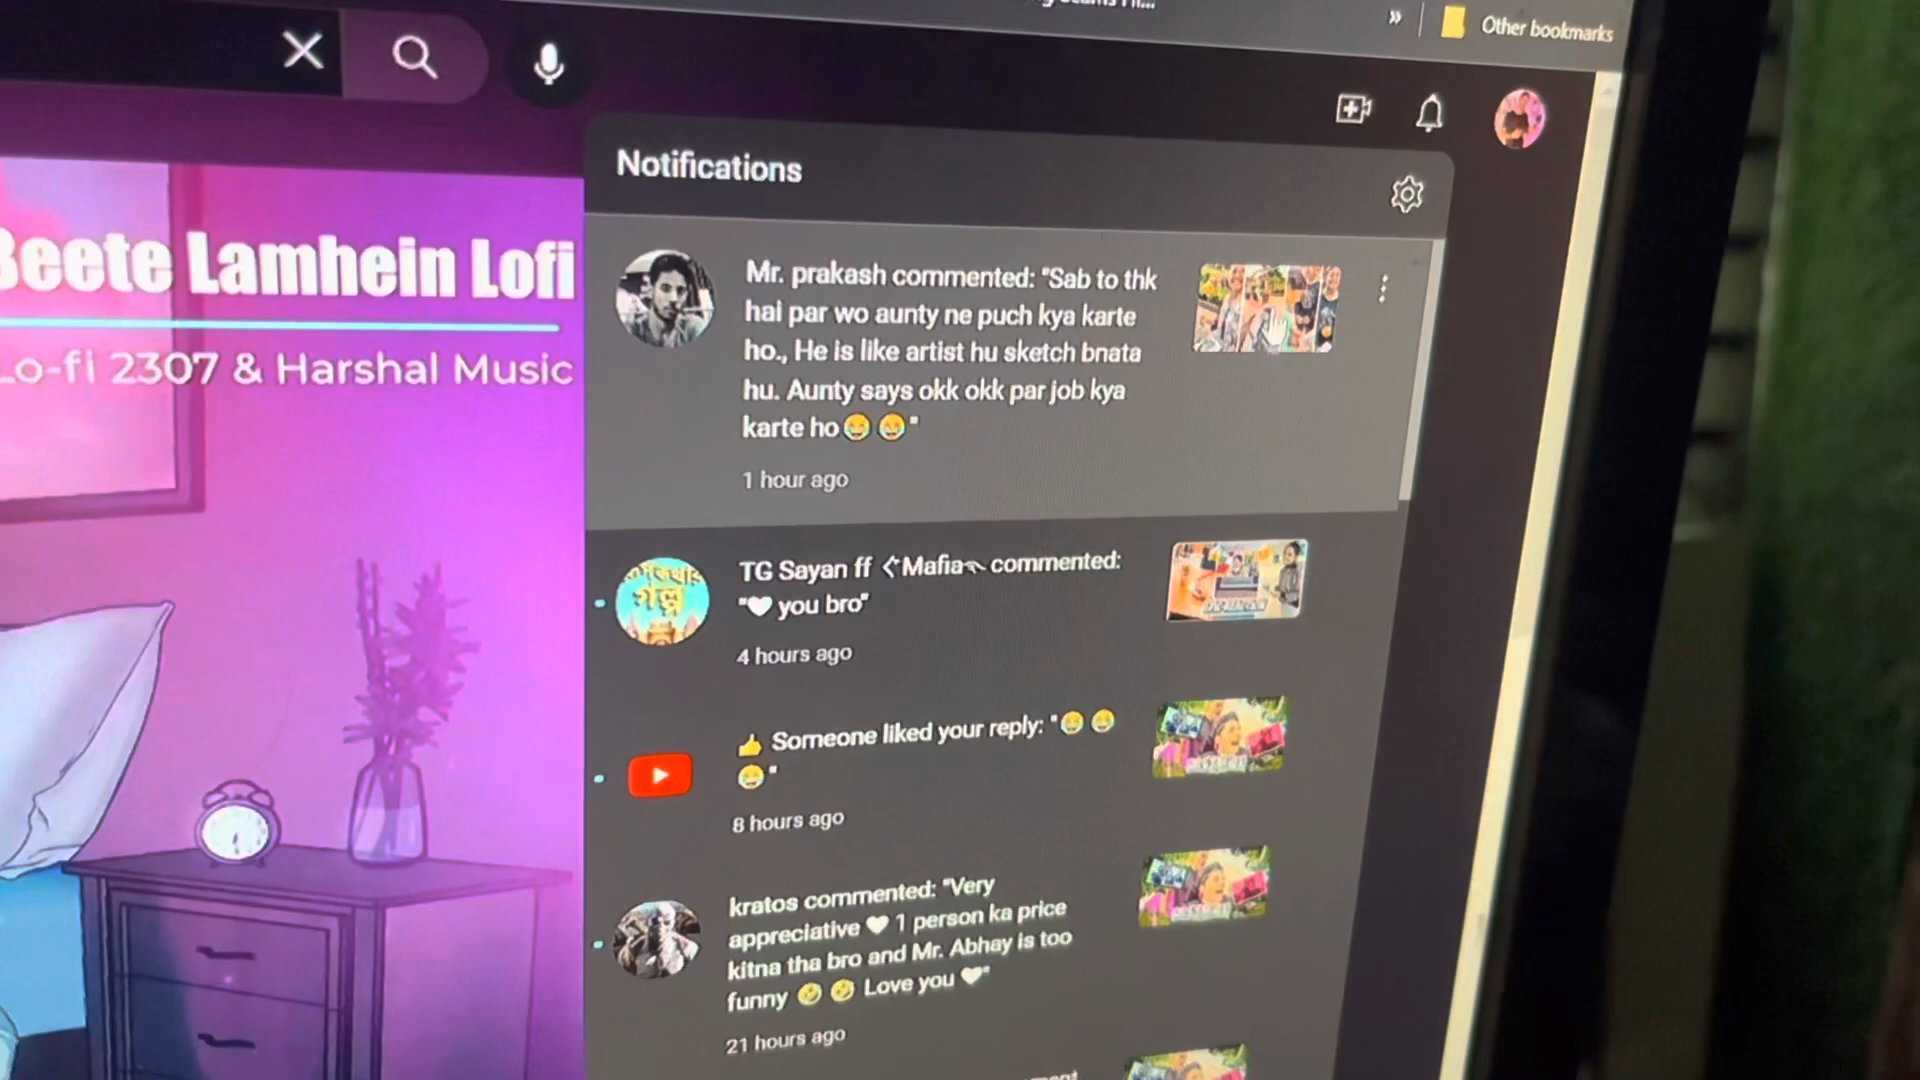 Other bookmarks
Notifications
Beete Lamhein Lofi
Lo-fi 2307 & Harshal Music
Mr. prakash commented: "Sab to thk
hai par wo aunty ne puch kya karte
ho., He is like artist hu sketch bnata
hu. Aunty says okk okk par job kya
karte ho😂 😂"
1 hour ago
TG Sayan ff Mafia commented:
"🤍 you bro"
4 hours ago
👍 Someone liked your reply: "😂 😂
😂"
8 hours ago
kratos commented: "Very
appreciative 🤍 1 person ka price
kitna tha bro and Mr. Abhay is too
funny 🤣 🤣 Love you 🤍"
21 hours ago
গল্প